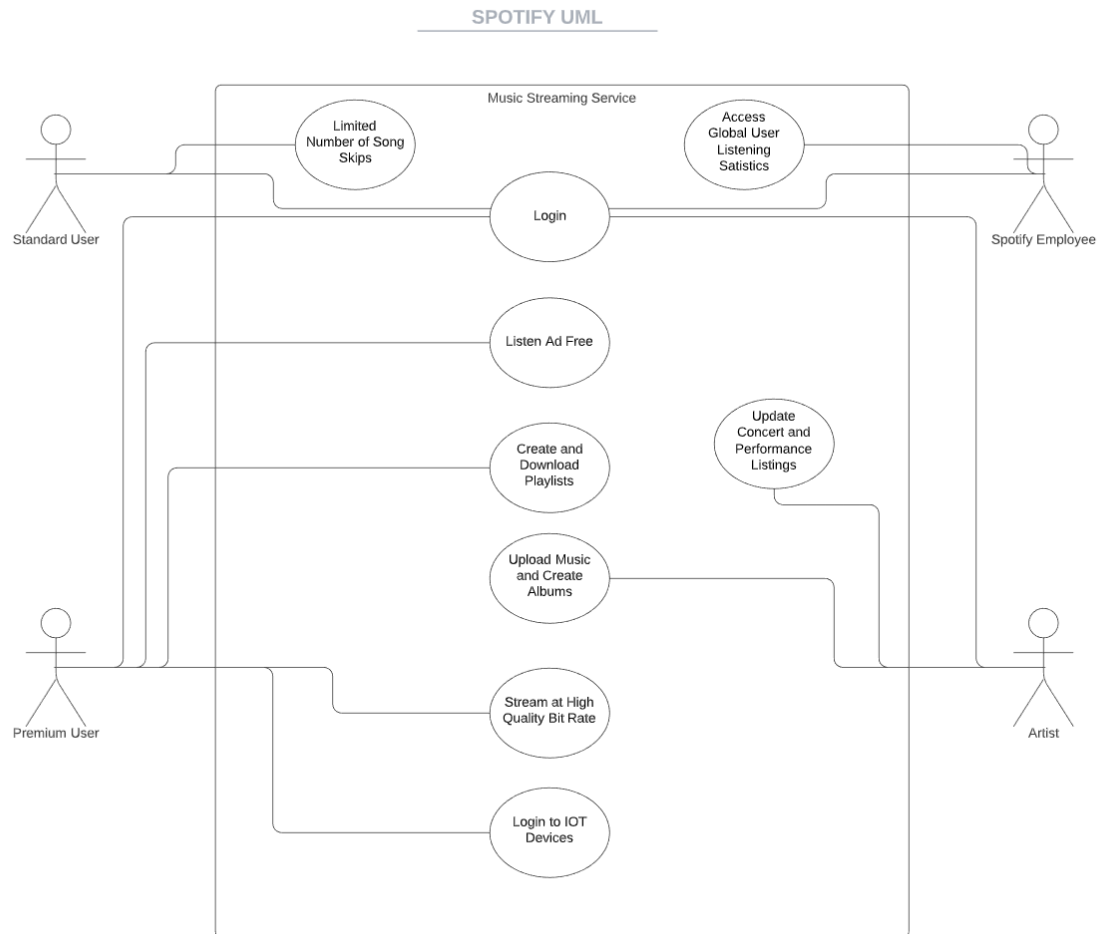 SPOTIFY UML
Music Streaming Service
Limited
Number of Song
Skips
Access
Global User
Listening
Satistics
Login
Standard User
Spotify Employee
Listen Ad Free
Update
Concert and
Performance
Listings
Create and
Download
Playlists
Upload Music
and Create
Albums
Stream at High
Quality Bit Rate
Premium User
Artist
Login to IOT
Devices